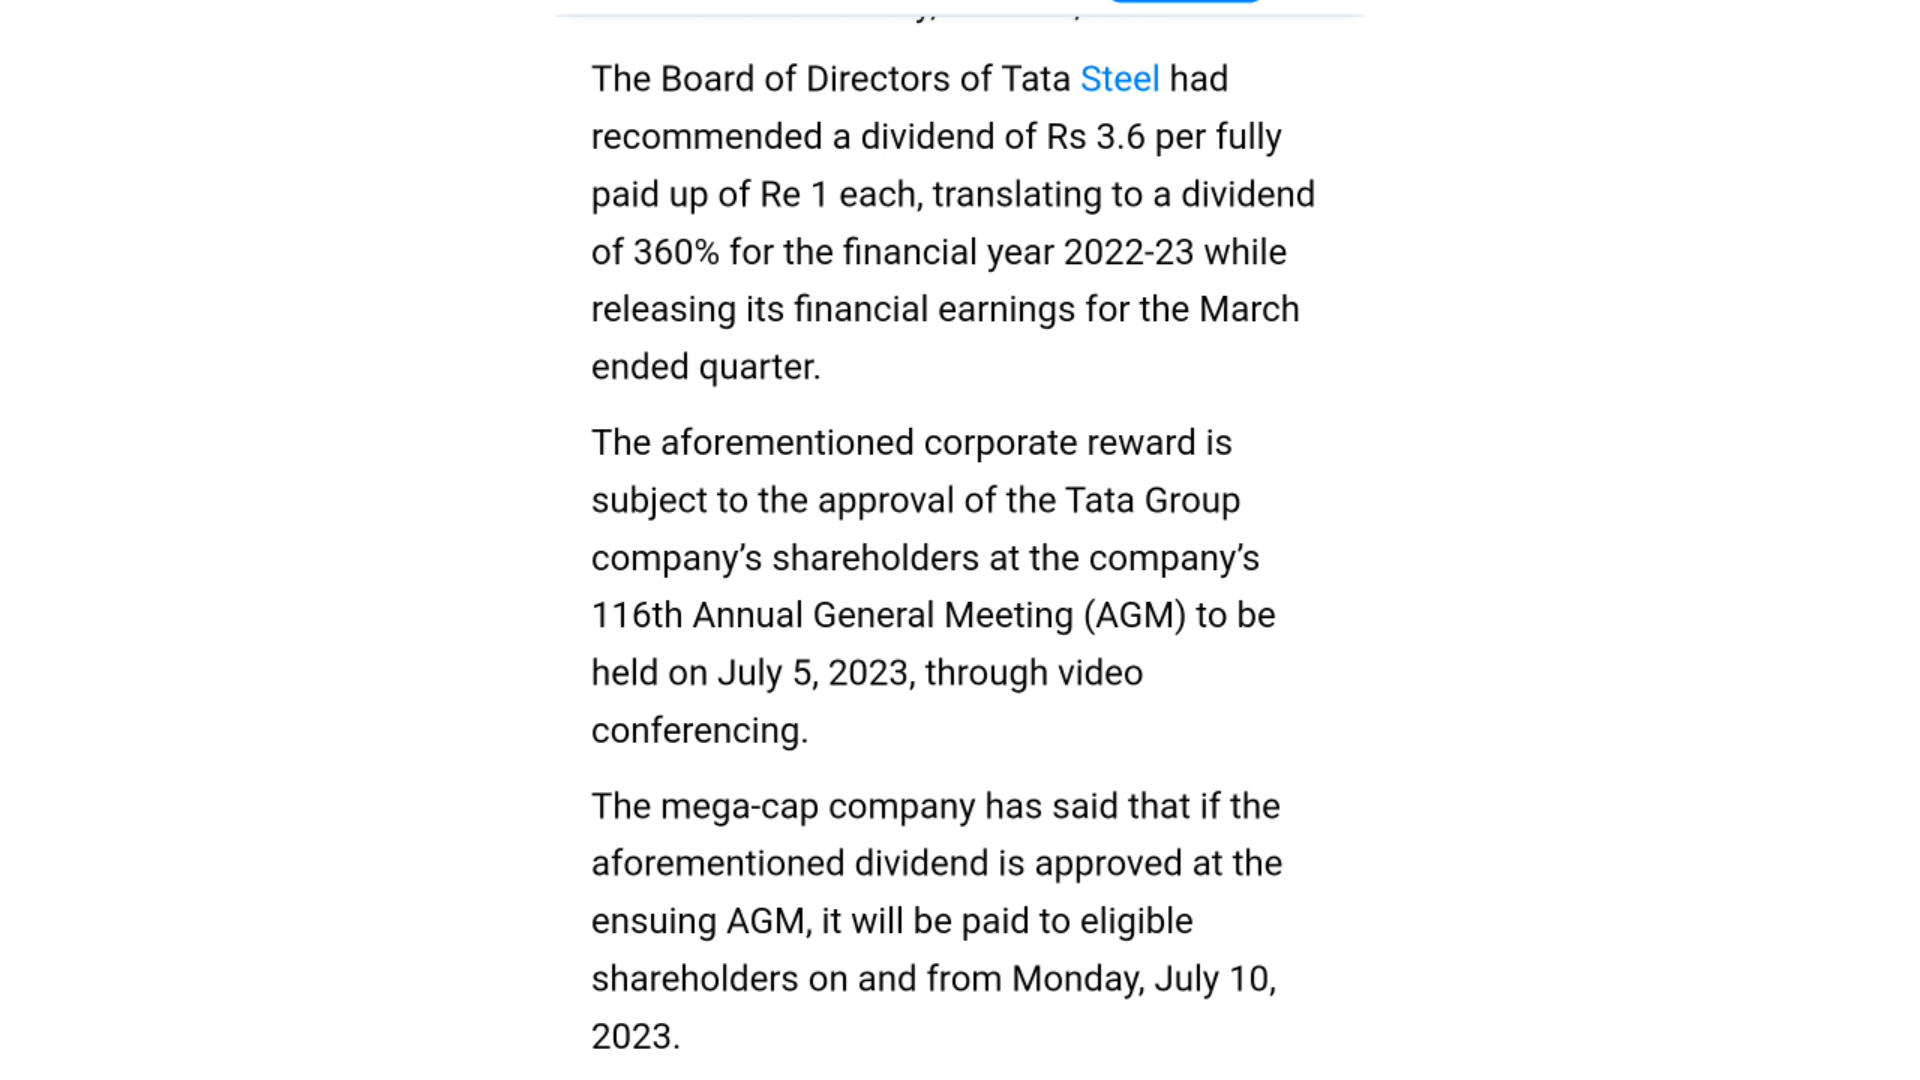 The Board of Directors of Tata Steel had
recommended a dividend of Rs 3.6 per fully
paid up of Re 1 each, translating to a dividend
of 360% for the financial year 2022-23 while
releasing its financial earnings for the March
ended quarter.
The aforementioned corporate reward is
subject to the approval of the Tata Group
company’s shareholders at the company’s
116th Annual General Meeting (AGM) to be
held on July 5, 2023, through video
conferencing.
The mega-cap company has said that if the
aforementioned dividend is approved at the
ensuing AGM, it will be paid to eligible
shareholders on and from Monday, July 10,
2023.